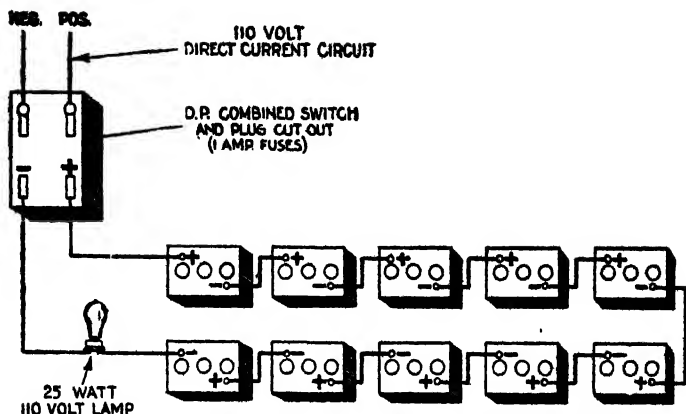 NEG. POS.
110 VOLT
DIRECT CURRENT CIRCUIT
D.P. COMBINED SWITCH
AND PLUG CUT OUT
(1 AMP. FUSES)
- +
+ + + + +
- - - - -
- - - - -
+ + + + +
25 WATT
110 VOLT LAMP